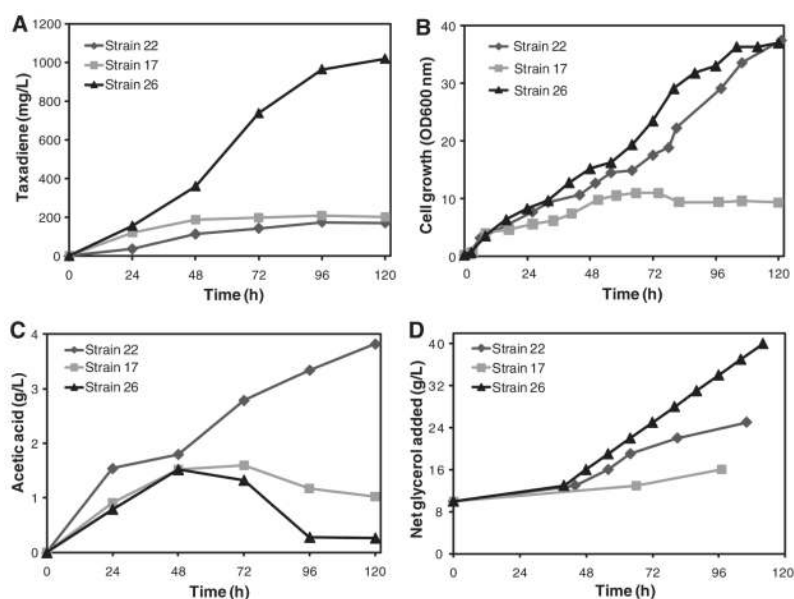 A
1200
1000
800
600
400
200
0
Taxadiene (mg/L)
Strain 22
Strain 17
Strain 26
0 24 48 72 96 120
Time (h)
B
40
30
20
10
0
Cell growth (OD600 nm)
Strain 22
Strain 17
Strain 26
0 24 48 72 96 120
Time (h)
C
4
3
2
1
0
Acetic acid (g/L)
Strain 22
Strain 17
Strain 26
0 24 48 72 96 120
Time (h)
D
40
32
24
16
8
0
Net glycerol added (g/L)
Strain 22
Strain 17
Strain 26
0 24 48 72 96 120
Time (h)